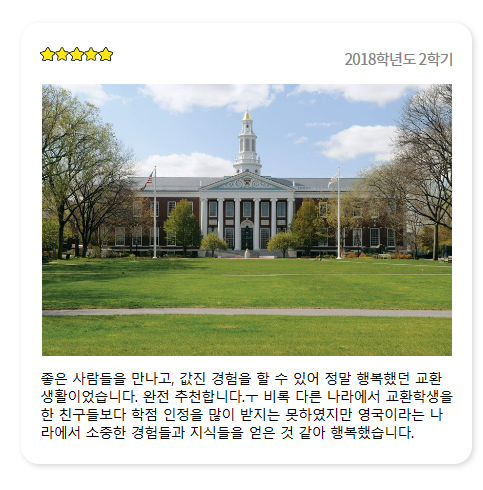 2018학년도 2학기
좋은 사람들을 만나고, 값진 경험을 할 수 있어 정말 행복했던 교환
생활이었습니다. 완전 추천합니다.ㅜ 비록 다른 나라에서 교환학생을
한 친구들보다 학점 인정을 많이 받지는 못하였지만 영국이라는 나
라에서 소중한 경험들과 지식들을 얻은 것 같아 행복했습니다.